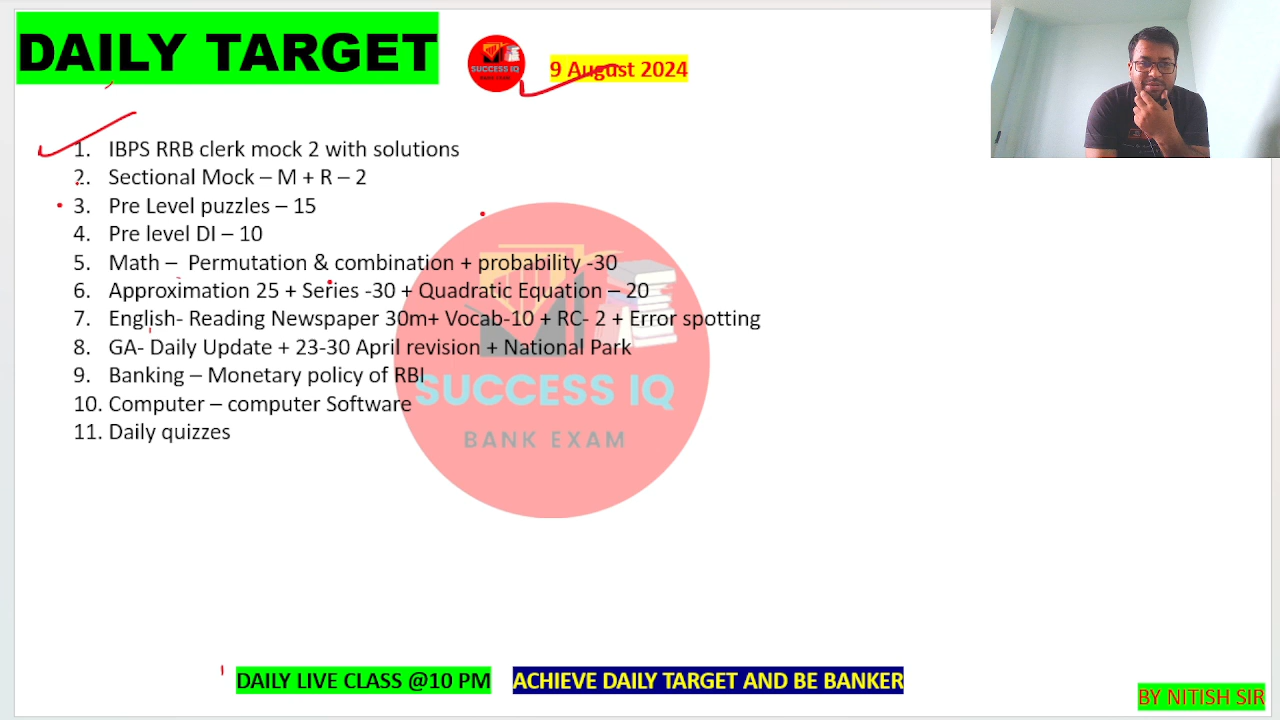 DAILY TARGET
SUCCESS IQ
BANK EXAM
9 August 2024
1. IBPS RRB clerk mock 2 with solutions
2. Sectional Mock – M + R – 2
3. Pre Level puzzles – 15
4. Pre level DI – 10
5. Math – Permutation & combination + probability -30
6. Approximation 25 + Series -30 + Quadratic Equation – 20
7. English- Reading Newspaper 30m+ Vocab-10 + RC- 2 + Error spotting
8. GA- Daily Update + 23-30 April revision + National Park
9. Banking – Monetary policy of RBI
10. Computer – computer Software
11. Daily quizzes
SUCCESS IQ
BANK EXAM
DAILY LIVE CLASS @10 PM ACHIEVE DAILY TARGET AND BE BANKER
BY NITISH SIR